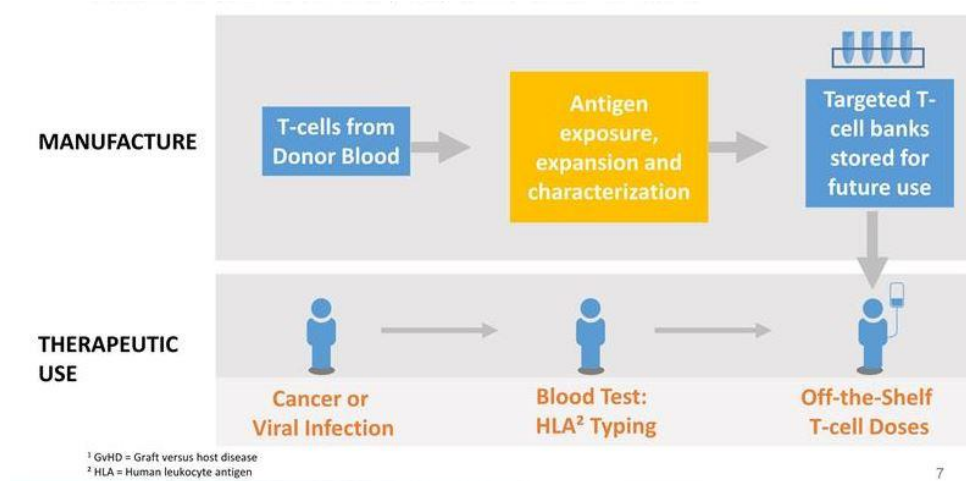 MANUFACTURE
T-cells from
Donor Blood
Antigen
exposure,
expansion and
characterization
Targeted T-
cell banks
stored for
future use
THERAPEUTIC
USE
Cancer or
Viral Infection
Blood Test:
HLA² Typing
Off-the-Shelf
T-cell Doses
¹ GvHD = Graft versus host disease
² HLA = Human leukocyte antigen
7